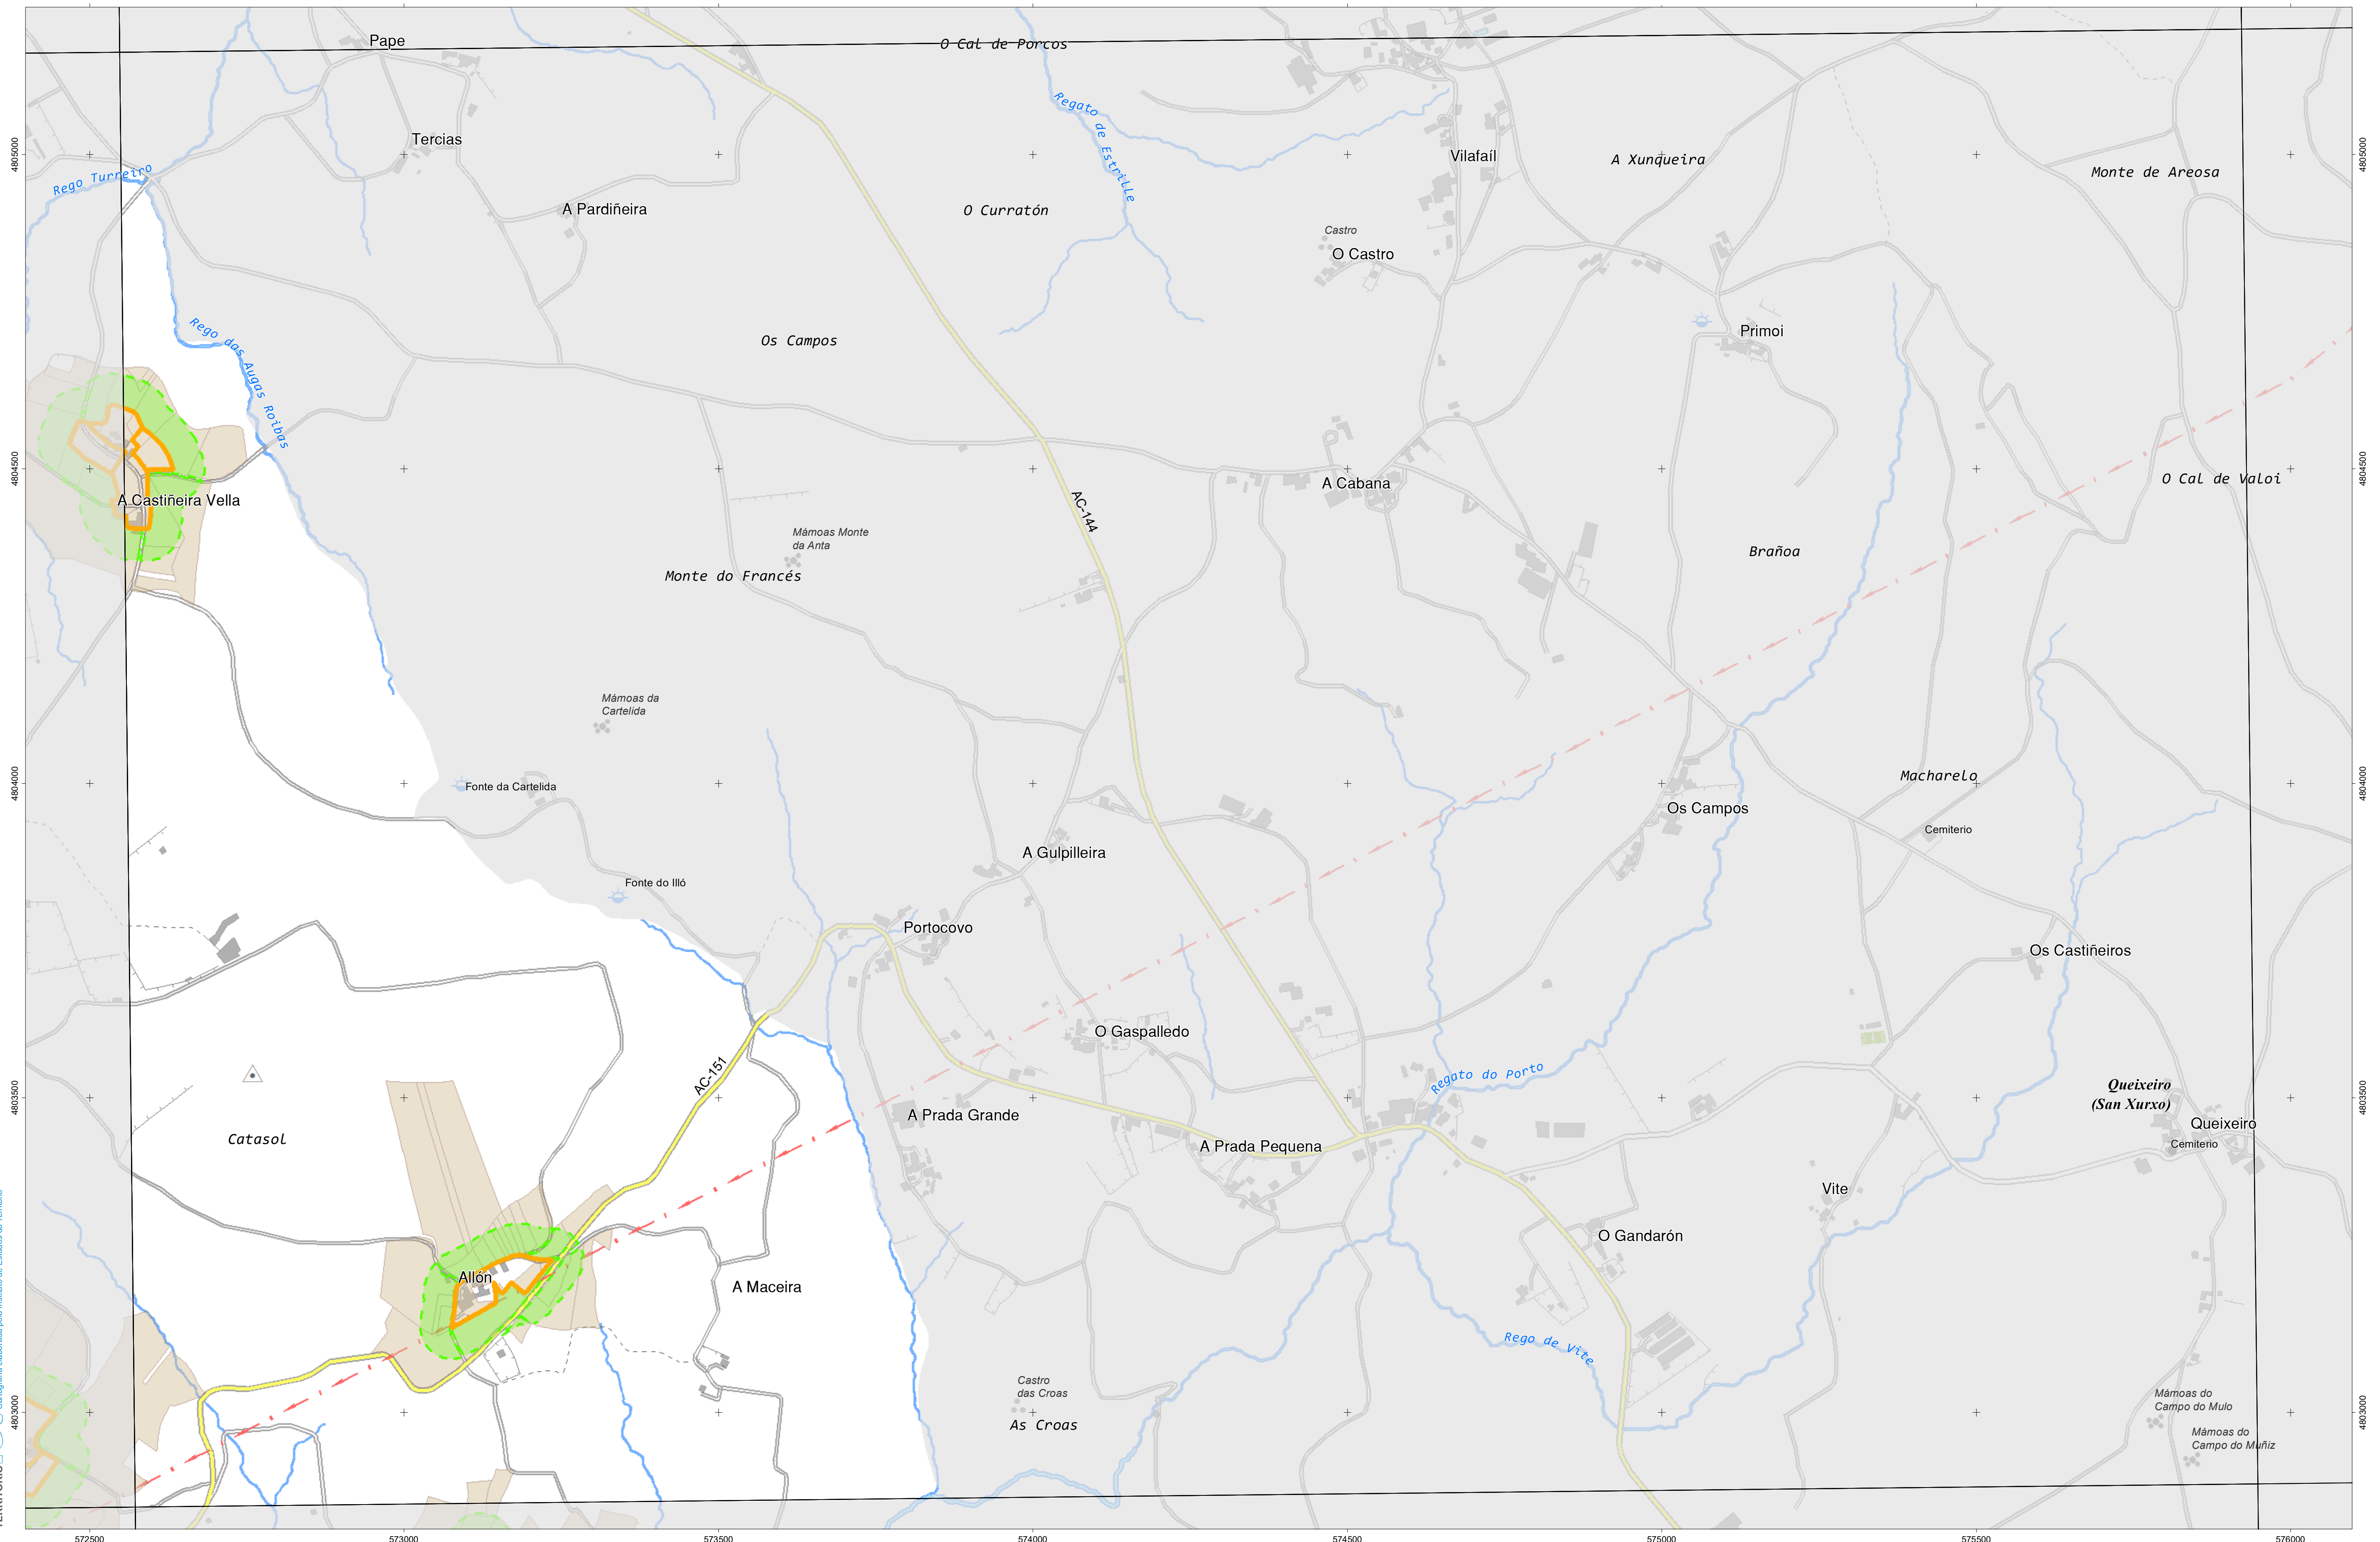 Pape
O Cal de Porcos
Tercias
Regato de Estrille
Vilafaíl
A Xunqueira
Monte de Areosa
Rego Turreiro
A Pardiñeira
O Curratón
Castro
O Castro
Rego das Augas Roibas
Os Campos
Primoi
A Castiñeira Vella
A Cabana
O Cal de Valoi
AC-144
Mámoas Monte
da Anta
Monte do Francés
Brañoa
Mámoas da
Cartelida
Fonte da Cartelida
Macharelo
Os Campos
Cemiterio
A Gulpilleira
Fonte do Illó
Portocovo
Os Castiñeiros
O Gaspalledo
AC-151
Regato do Porto
Queixeiro
(San Xurxo)
A Prada Grande
Queixeiro
Catasol
A Prada Pequena
Cemiterio
Vite
O Gandarón
Allón
A Maceira
Rego de Vite
Castro
das Croas
As Croas
Mámoas do
Campo do Mulo
Mámoas do
Campo do Muñiz
4805000
4804500
4804000
4803500
4803000
4805000
4804500
4804000
4803500
4803000
572500
573000
573500
574000
574500
575000
575500
576000